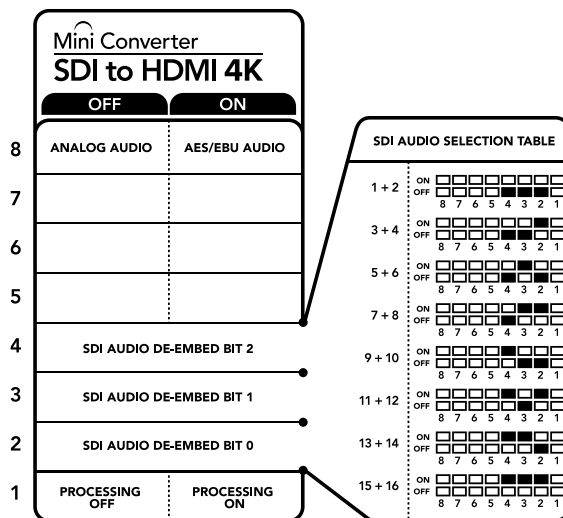 Mini Converter
SDI to HDMI 4K
OFF ON
8 ANALOG AUDIO AES/EBU AUDIO
7
6
5
4 SDI AUDIO DE-EMBED BIT 2
3 SDI AUDIO DE-EMBED BIT 1
2 SDI AUDIO DE-EMBED BIT 0
1 PROCESSING OFF PROCESSING ON
SDI AUDIO SELECTION TABLE
1 + 2 ON
OFF
8 7 6 5 4 3 2 1
3 + 4 ON
OFF
8 7 6 5 4 3 2 1
5 + 6 ON
OFF
8 7 6 5 4 3 2 1
7 + 8 ON
OFF
8 7 6 5 4 3 2 1
9 + 10 ON
OFF
8 7 6 5 4 3 2 1
11 + 12 ON
OFF
8 7 6 5 4 3 2 1
13 + 14 ON
OFF
8 7 6 5 4 3 2 1
15 + 16 ON
OFF
8 7 6 5 4 3 2 1